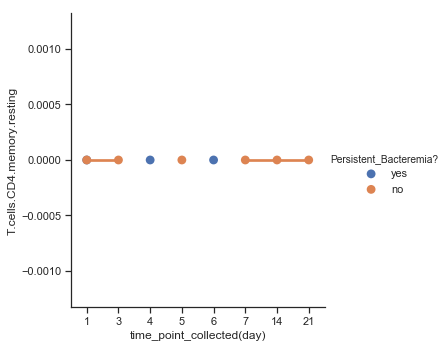 0.0010
0.0005
0.0000
−0.0005
−0.0010
T.cells.CD4.memory.resting
1 3 4 5 6 7 14 21
time_point_collected(day)
Persistent_Bacteremia?
yes
no